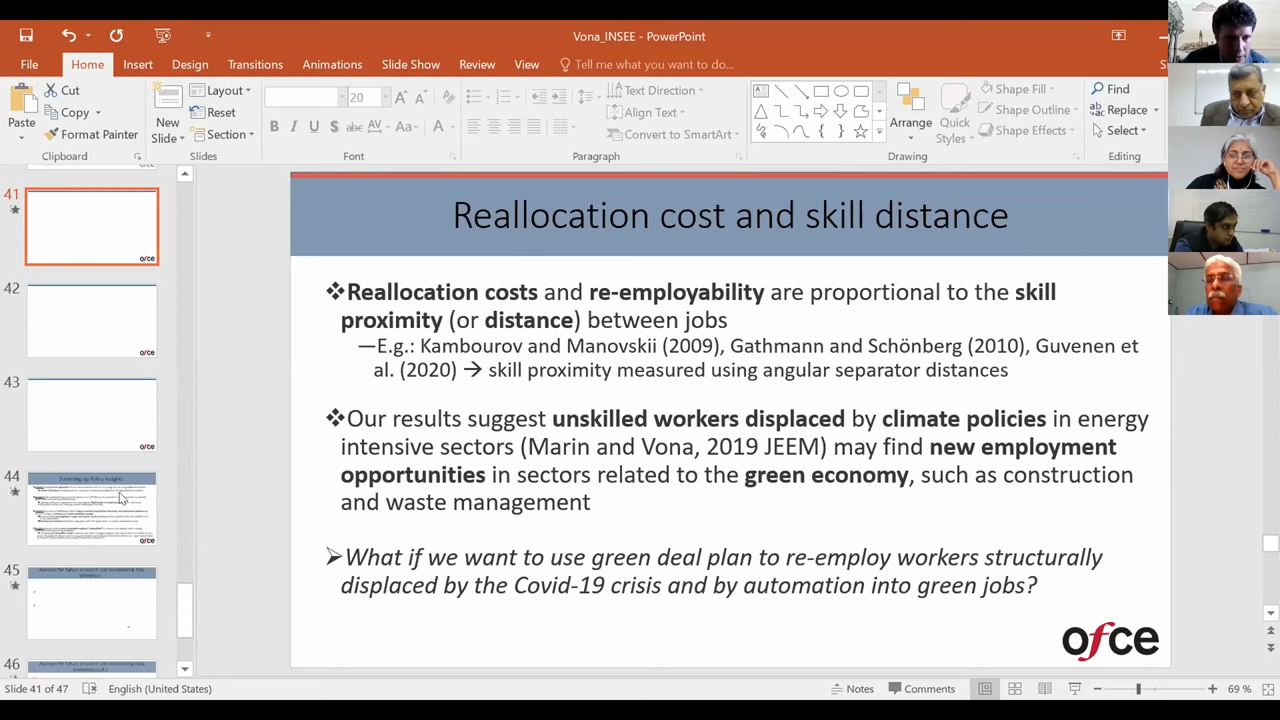 Vona_INSEE - PowerPoint
File Home Insert Design Transitions Animations Slide Show Review View Tell me what you want to do...
Paste Cut Copy Format Painter
Clipboard
New Slide Layout Reset Section
Slides
20
Font
Text Direction
Align Text
Convert to SmartArt
Paragraph
Arrange Quick Styles Shape Fill Shape Outline Shape Effects
Drawing
Find
Replace
Select
Editing
41
ofce
42
ofce
43
ofce
44
Summing up Policy Insights
ofce
45
46
Reallocation cost and skill distance
❖Reallocation costs and re-employability are proportional to the skill
proximity (or distance) between jobs
—E.g.: Kambourov and Manovskii (2009), Gathmann and Schönberg (2010), Guvenen et
al. (2020) → skill proximity measured using angular separator distances
❖Our results suggest unskilled workers displaced by climate policies in energy
intensive sectors (Marin and Vona, 2019 JEEM) may find new employment
opportunities in sectors related to the green economy, such as construction
and waste management
➢What if we want to use green deal plan to re-employ workers structurally
displaced by the Covid-19 crisis and by automation into green jobs?
ofce
Slide 41 of 47 English (United States) Notes Comments 69 %